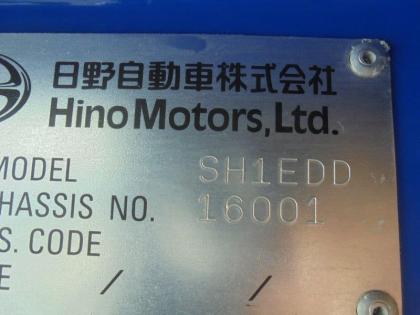 日野自動車株式会社
Hino Motors, Ltd.
MODEL SH1EDD
HASSIS NO. 16001
S. CODE
E / /